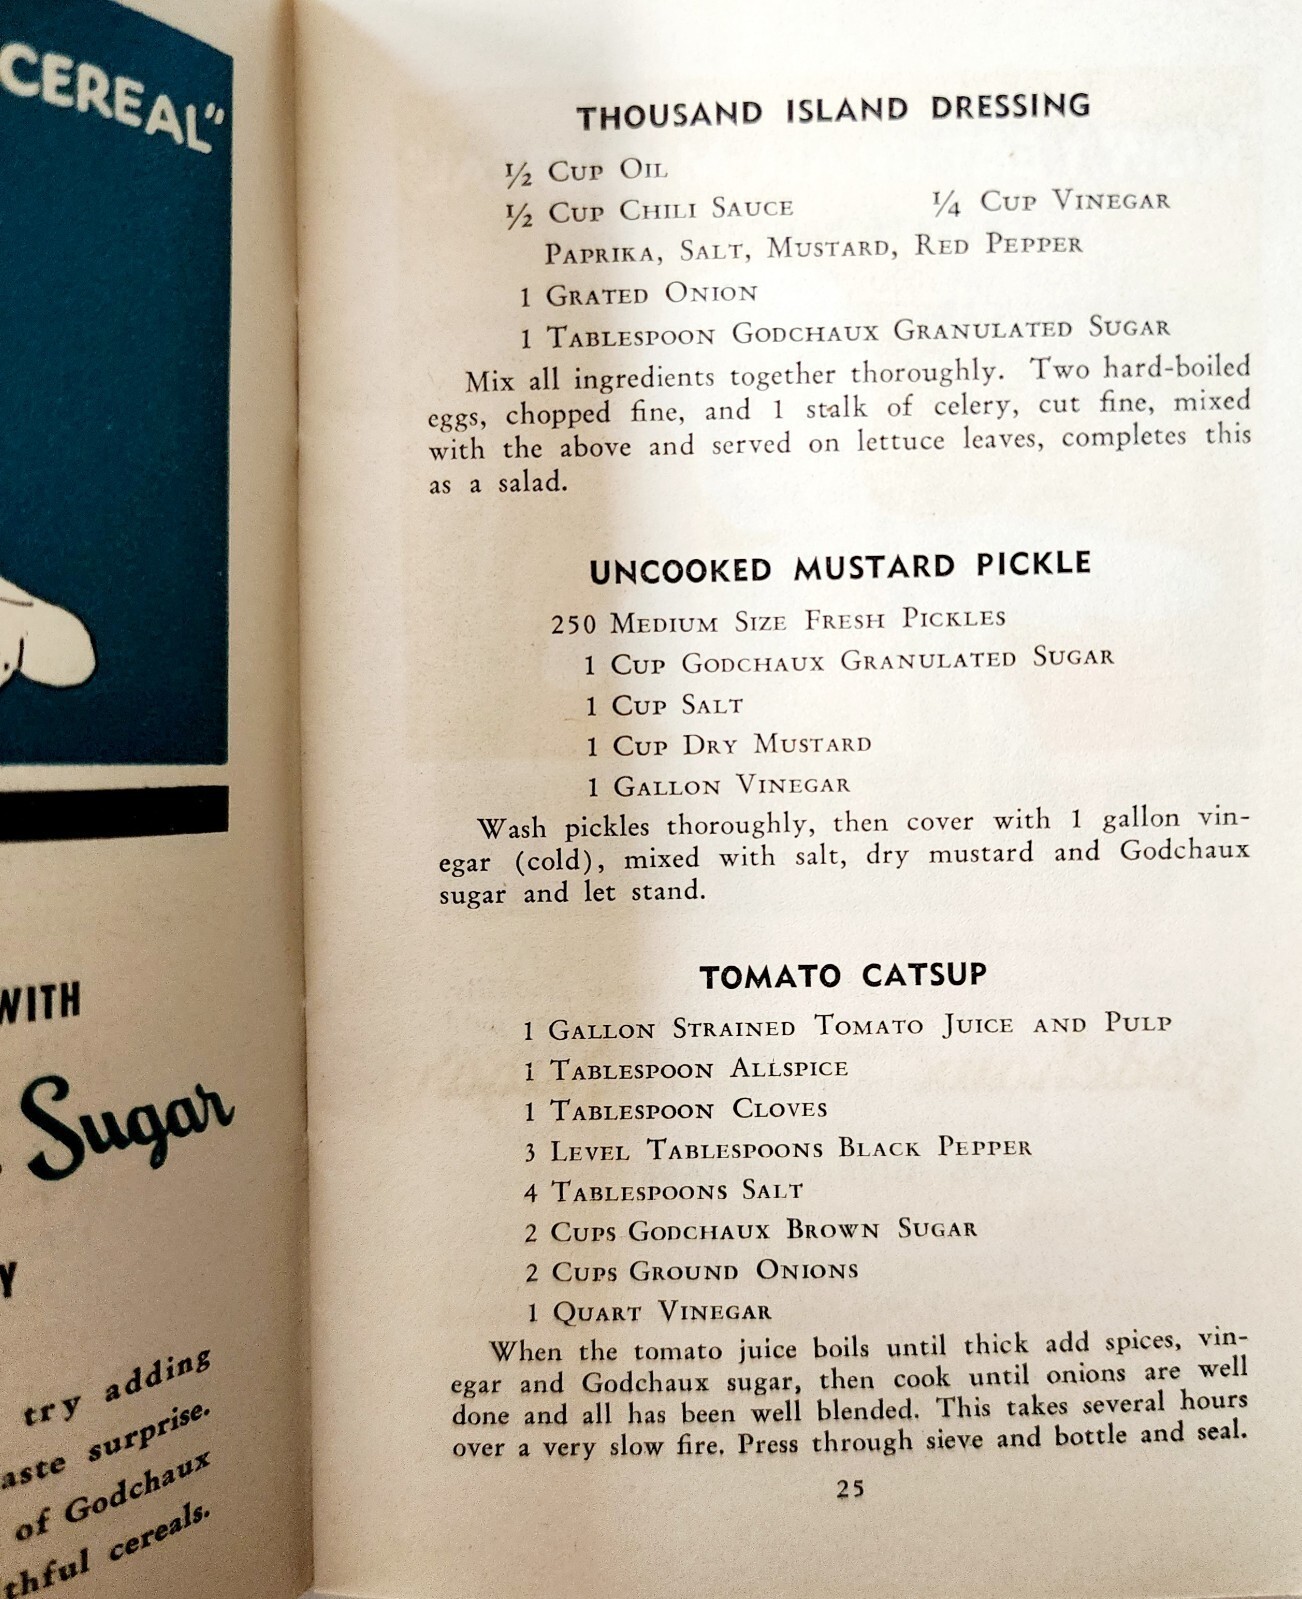 CEREAL"
WITH
Sugar
try adding
surprise.
of Godchaux
cereals.
THOUSAND ISLAND DRESSING
½ Cup Oil
½ Cup Chili Sauce ¼ Cup Vinegar
Paprika, Salt, Mustard, Red Pepper
1 Grated Onion
1 Tablespoon Godchaux Granulated Sugar
Mix all ingredients together thoroughly. Two hard-boiled
eggs, chopped fine, and 1 stalk of celery, cut fine, mixed
with the above and served on lettuce leaves, completes this
as a salad.
UNCOOKED MUSTARD PICKLE
250 Medium Size Fresh Pickles
1 Cup Godchaux Granulated Sugar
1 Cup Salt
1 Cup Dry Mustard
1 Gallon Vinegar
Wash pickles thoroughly, then cover with 1 gallon vin-
egar (cold), mixed with salt, dry mustard and Godchaux
sugar and let stand.
TOMATO CATSUP
1 Gallon Strained Tomato Juice and Pulp
1 Tablespoon Allspice
1 Tablespoon Cloves
3 Level Tablespoons Black Pepper
4 Tablespoons Salt
2 Cups Godchaux Brown Sugar
2 Cups Ground Onions
1 Quart Vinegar
When the tomato juice boils until thick add spices, vin-
egar and Godchaux sugar, then cook until onions are well
done and all has been well blended. This takes several hours
over a very slow fire. Press through sieve and bottle and seal.
25